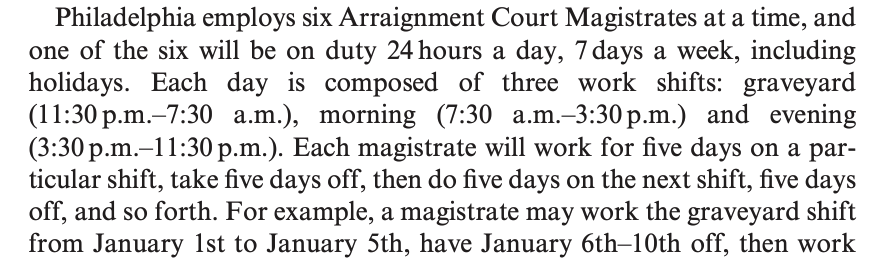 Philadelphia employs six Arraignment Court Magistrates at a time, and
one of the six will be on duty 24 hours a day, 7 days a week, including
holidays. Each day is composed of three work shifts: graveyard
(11:30 p.m.–7:30 a.m.), morning (7:30 a.m.–3:30 p.m.) and evening
(3:30 p.m.–11:30 p.m.). Each magistrate will work for five days on a par-
ticular shift, take five days off, then do five days on the next shift, five days
off, and so forth. For example, a magistrate may work the graveyard shift
from January 1st to January 5th, have January 6th–10th off, then work